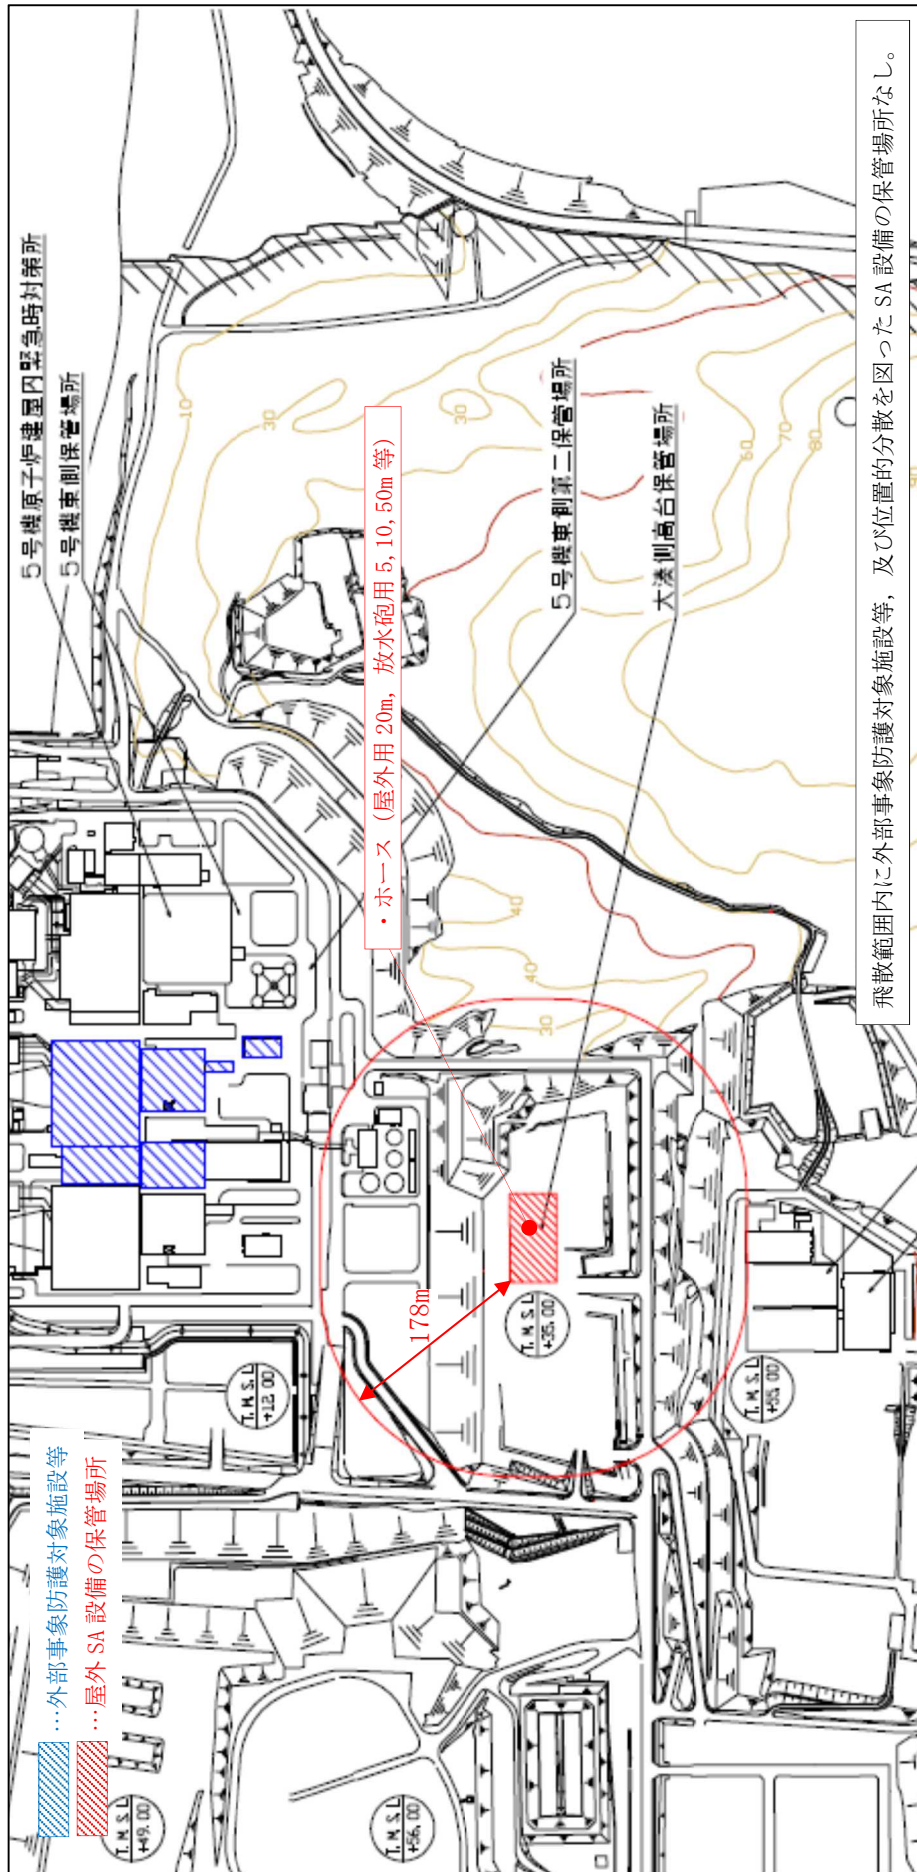 …外部事象防護対象施設等
…屋外 SA 設備の保管場所
5号機原子炉建屋内緊急時対策所
5号機東側保管場所
・ホース（屋外用 20m, 放水砲用 5, 10, 50m 等）
5号機東側第二保管場所
大湊側高台保管場所
飛散範囲内に外部事象防護対象施設等，及び位置的分散を図った SA 設備の保管場所なし。
178m
T.M.S.L
+49.00
T.M.S.L
+56.00
T.M.S.L
+12.00
T.M.S.L
+35.00
T.M.S.L
+55.00
10
30
30
40
40
30
60
70
80